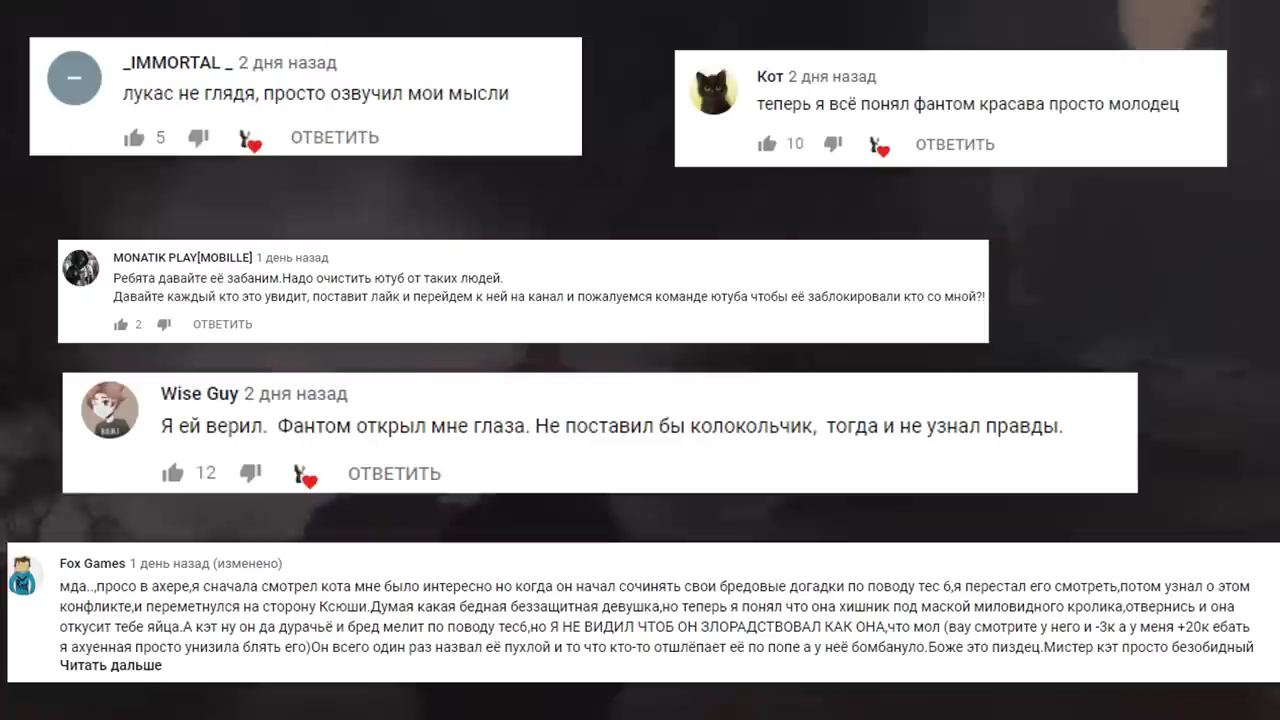 _IMMORTAL _ 2 дня назад
лукас не глядя, просто озвучил мои мысли
5 ОТВЕТИТЬ
Кот 2 дня назад
теперь я всё понял фантом красава просто молодец
10 ОТВЕТИТЬ
MONATIK PLAY[MOBILLE] 1 день назад
Ребята давайте её забаним.Надо очистить ютуб от таких людей.
Давайте каждый кто это увидит, поставит лайк и перейдем к ней на канал и пожалуемся команде ютуба чтобы её заблокировали кто со мной?!
2 ОТВЕТИТЬ
Wise Guy 2 дня назад
Я ей верил. Фантом открыл мне глаза. Не поставил бы колокольчик, тогда и не узнал правды.
12 ОТВЕТИТЬ
Fox Games 1 день назад (изменено)
мда..,просо в ахере,я сначала смотрел кота мне было интересно но когда он начал сочинять свои бредовые догадки по поводу тес 6,я перестал его смотреть,потом узнал о этом
конфликте,и переметнулся на сторону Ксюши.Думая какая бедная беззащитная девушка,но теперь я понял что она хишник под маской миловидного кролика,отвернись и она
откусит тебе яйца.А кэт ну он да дурачьё и бред мелит по поводу тес6,но Я НЕ ВИДИЛ ЧТОБ ОН ЗЛОРАДСТВОВАЛ КАК ОНА,что мол (вау смотрите у него и -3к а у меня +20к ебать
я ахуенная просто унизила блять его)Он всего один раз назвал её пухлой и то что кто-то отшлёпает её по попе а у неё бомбануло.Боже это пиздец.Мистер кэт просто безобидный
Читать дальше